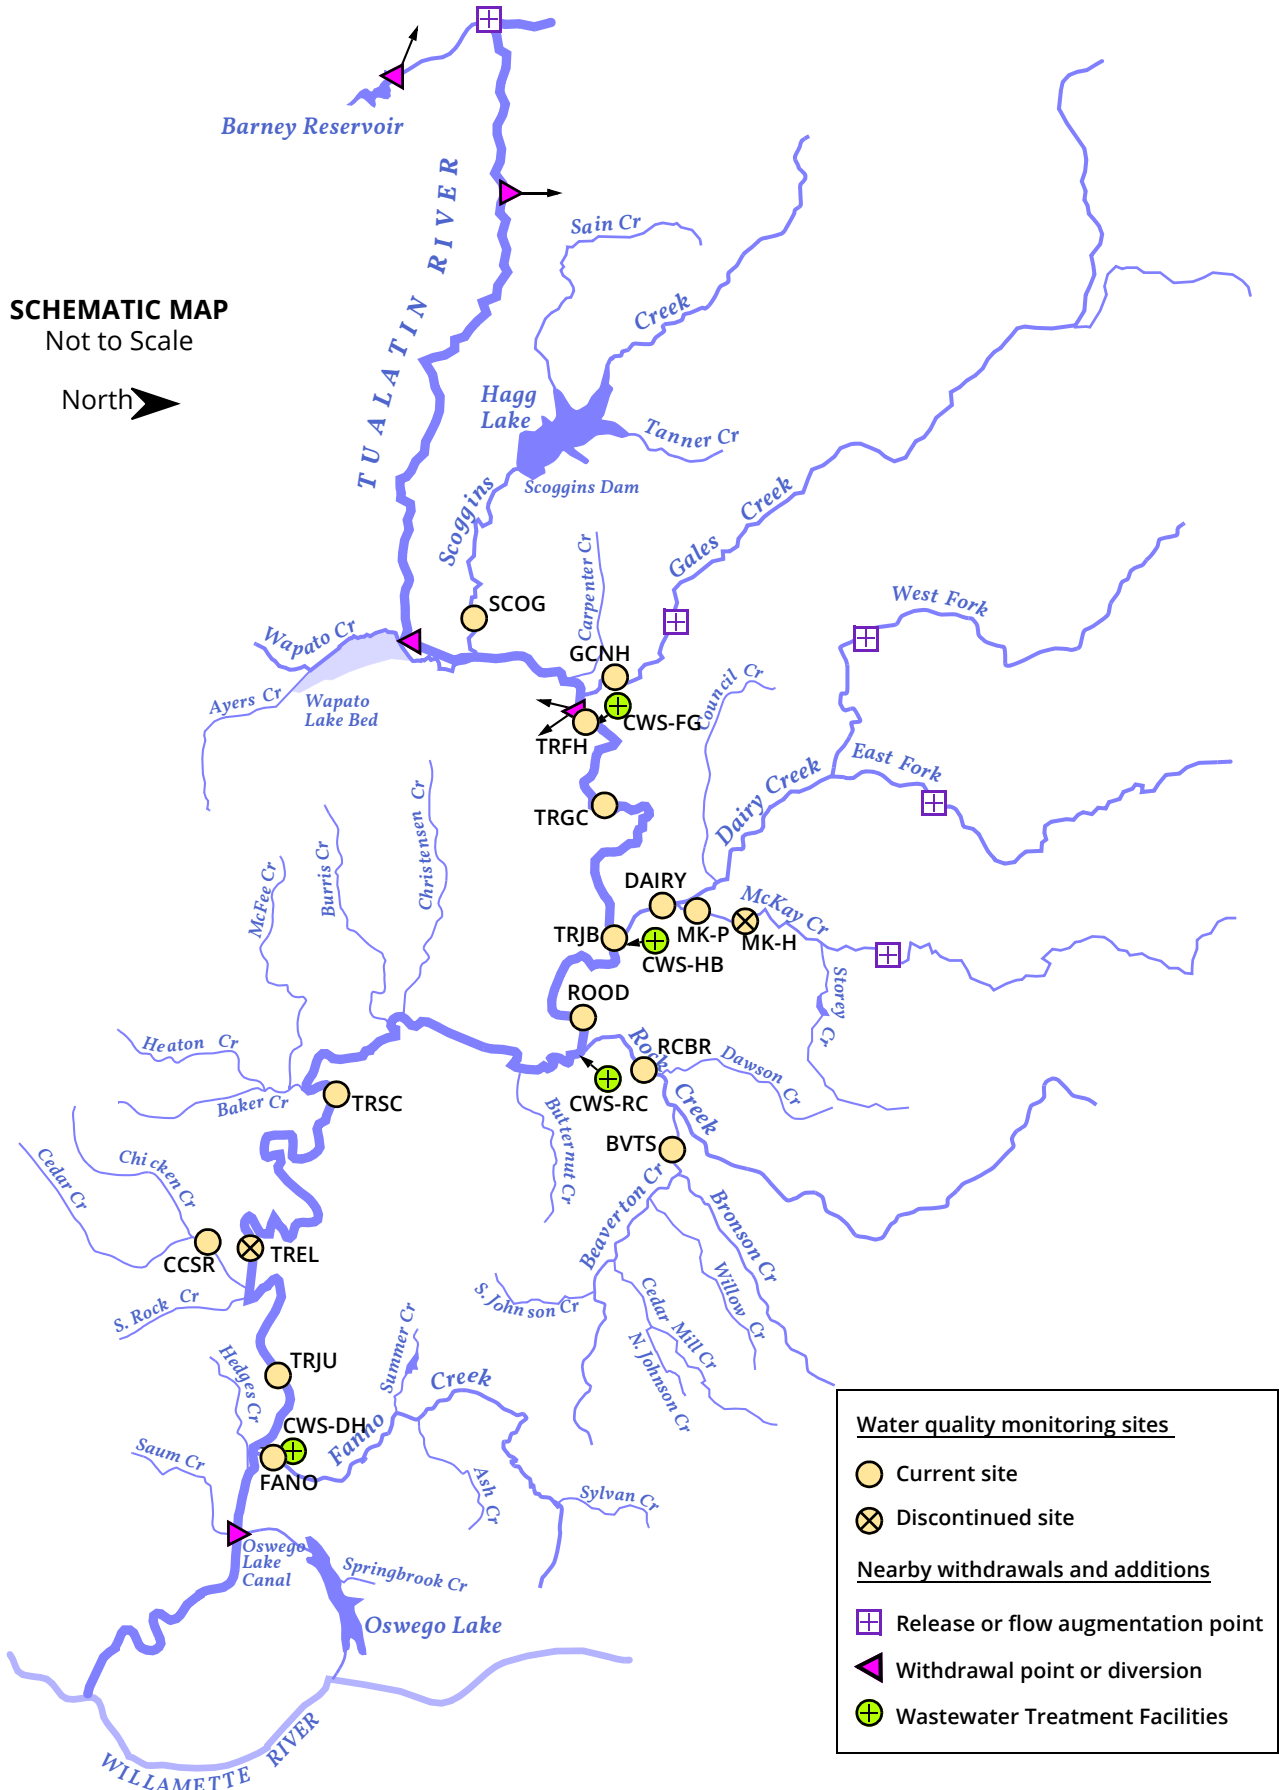 Barney Reservoir
TUALATIN RIVER
SCHEMATIC MAP
Not to Scale
North
Sain Cr
Creek
Hagg
Lake
Tanner Cr
Scoggins Dam
Scoggins
Creek
Gales
Carpenter Cr
West Fork
SCOG
Wapato Cr
GCNH
Ayers Cr
Wapato
Lake Bed
Council Cr
CWS-FG
TRFH
East Fork
Dairy Creek
TRGC
Christensen Cr
Burris Cr
McFee Cr
DAIRY
McKay Cr
TRJB
MK-P
MK-H
CWS-HB
Storey Cr
ROOD
Heaton Cr
Rock
Creek
RCBR
Dawson Cr
Baker Cr
TRSC
CWS-RC
Butternut Cr
BVTS
Chicken Cr
Cedar Cr
Beaverton Cr
Bronson Cr
CCSR
TREL
Willow Cr
S. Rock Cr
S. Johnson Cr
Cedar Mill Cr
N. Johnson Cr
Hedges Cr
TRJU
Summer Cr
Creek
Fanno
CWS-DH
Saum Cr
FANO
Ash Cr
Sylvan Cr
Oswego
Lake
Canal
Springbrook Cr
Oswego Lake
WILLAMETTE RIVER
Water quality monitoring sites
Current site
Discontinued site
Nearby withdrawals and additions
Release or flow augmentation point
Withdrawal point or diversion
Wastewater Treatment Facilities